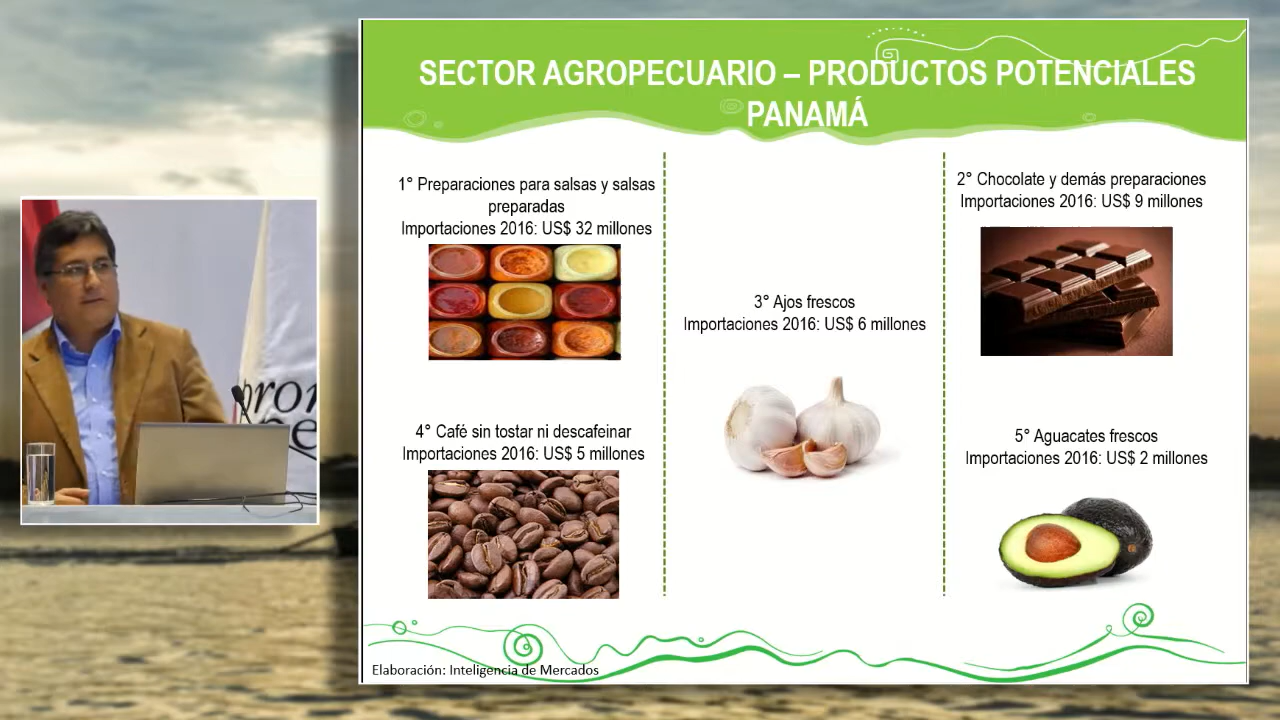 SECTOR AGROPECUARIO – PRODUCTOS POTENCIALES
PANAMÁ
1° Preparaciones para salsas y salsas
preparadas
Importaciones 2016: US$ 32 millones
2° Chocolate y demás preparaciones
Importaciones 2016: US$ 9 millones
3° Ajos frescos
Importaciones 2016: US$ 6 millones
4° Café sin tostar ni descafeinar
Importaciones 2016: US$ 5 millones
5° Aguacates frescos
Importaciones 2016: US$ 2 millones
Elaboración: Inteligencia de Mercados